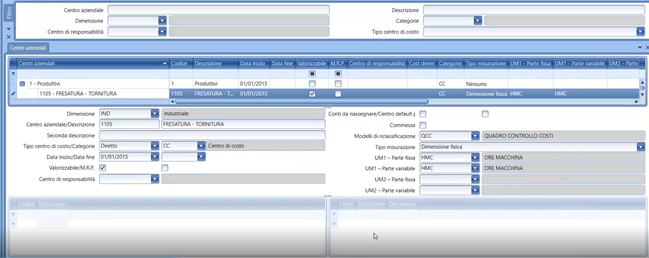 Filtro
Centro aziendale Descrizione
Dimensione Categorie
Centro di responsabilità Tipo centro di costo
Centri aziendali
Centri aziendali Codice Descrizione Data Inizio Data fine Valorizzabile M.R.P. Centro di responsabilità Cost driver Categorie Tipo misurazione UM1 – Parte fissa UM1 – Parte variabile UM2 – Parte
1 - Produttivi 1 Produttivi 01/01/2015 CC Nessuno
1105 - FRESATURA - TORNITURA 1105 FRESATURA - T... 01/01/2015 CC Dimensione fisica HMC HMC
Dimensione IND Industriale Conti da riassegnare/Centro default p
Centro aziendale/Descrizione 1105 FRESATURA - TORNITURA Commessa
Seconda descrizione Modelli di riclassificazione QCC QUADRO CONTROLLO COSTI
Tipo centro di costo/Categorie Diretto CC Centro di costo Tipo misurazione Dimensione fisica
Data Inizio/Data fine 01/01/2015 UM1 – Parte fissa HMC ORE MACCHINA
Valorizzabile/M.R.P. UM1 – Parte variabile HMC ORE MACCHINA
Centro di responsabilità UM2 – Parte fissa
UM2 – Parte variabile
Codice Descrizione Descrizione